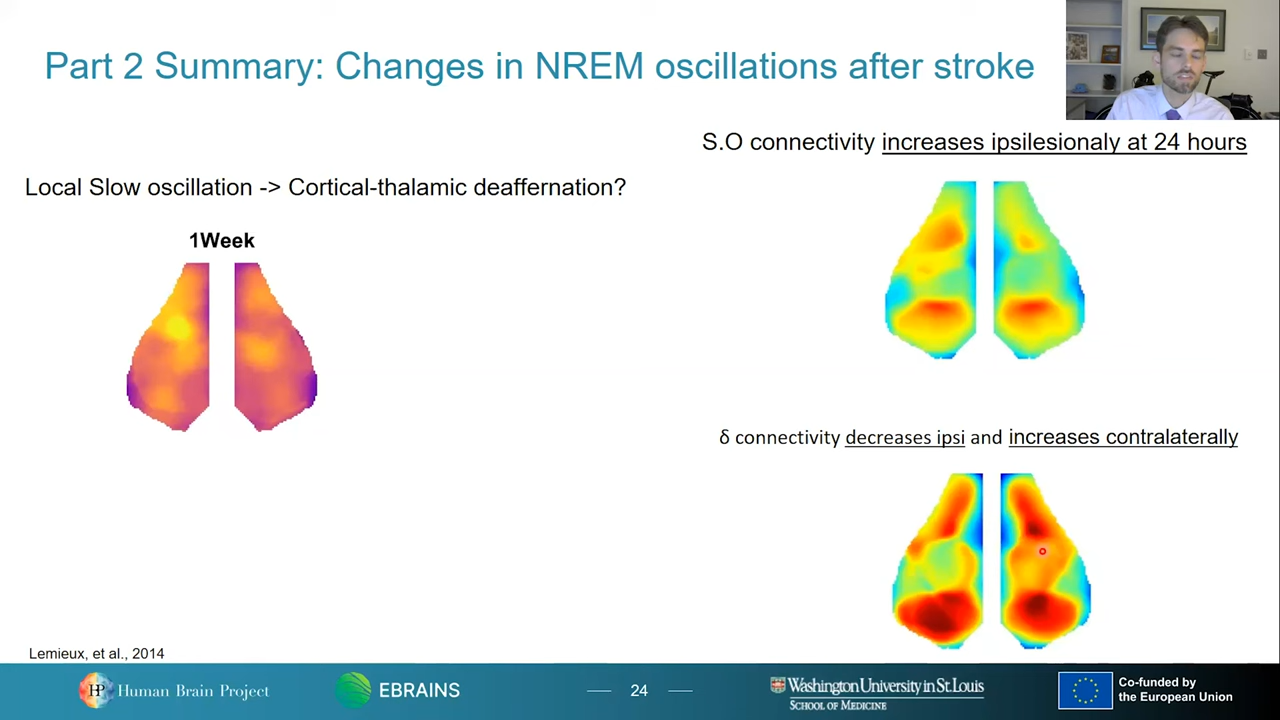 Part 2 Summary: Changes in NREM oscillations after stroke
S.O connectivity increases ipsilesionaly at 24 hours
Local Slow oscillation -> Cortical-thalamic deaffernation?
1Week
δ connectivity decreases ipsi and increases contralaterally
Lemieux, et al., 2014
HP Human Brain Project
EBRAINS
24
Washington University in St. Louis
SCHOOL OF MEDICINE
Co-funded by
the European Union